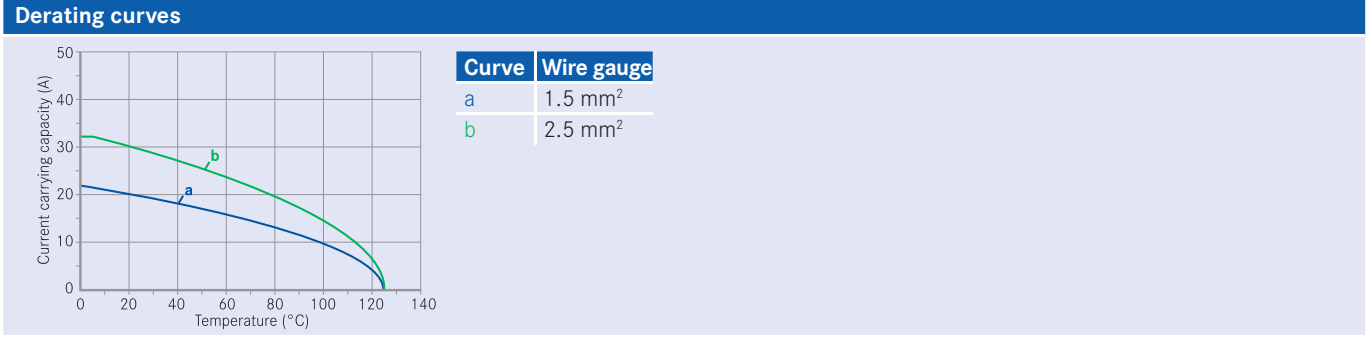 Derating curves
Current carrying capacity (A)
50
40
30
20
10
0
b
a
0 20 40 60 80 100 120 140
Temperature (°C)
Curve Wire gauge
a 1.5 mm²
b 2.5 mm²